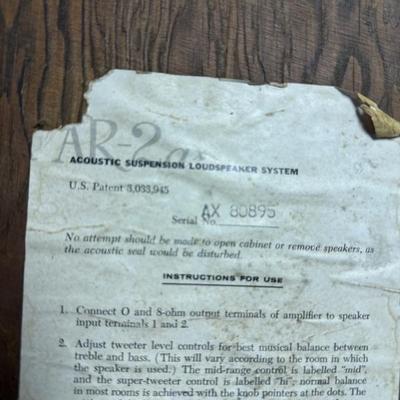 AR-2ax
ACOUSTIC SUSPENSION LOUDSPEAKER SYSTEM
U.S. Patent 3,033,945
Serial No. AX 80895
No attempt should be made to open cabinet or remove speakers, as
the acoustic seal would be disturbed.
INSTRUCTIONS FOR USE
1. Connect O and 8-ohm output terminals of amplifier to speaker
input terminals 1 and 2.
2. Adjust tweeter level controls for best musical balance between
treble and bass. (This will vary according to the room in which
the speaker is used.) The mid-range control is labelled "mid",
and the super-tweeter control is labelled "hi"; normal balance
in most rooms is achieved with the knob pointers at the dots. The